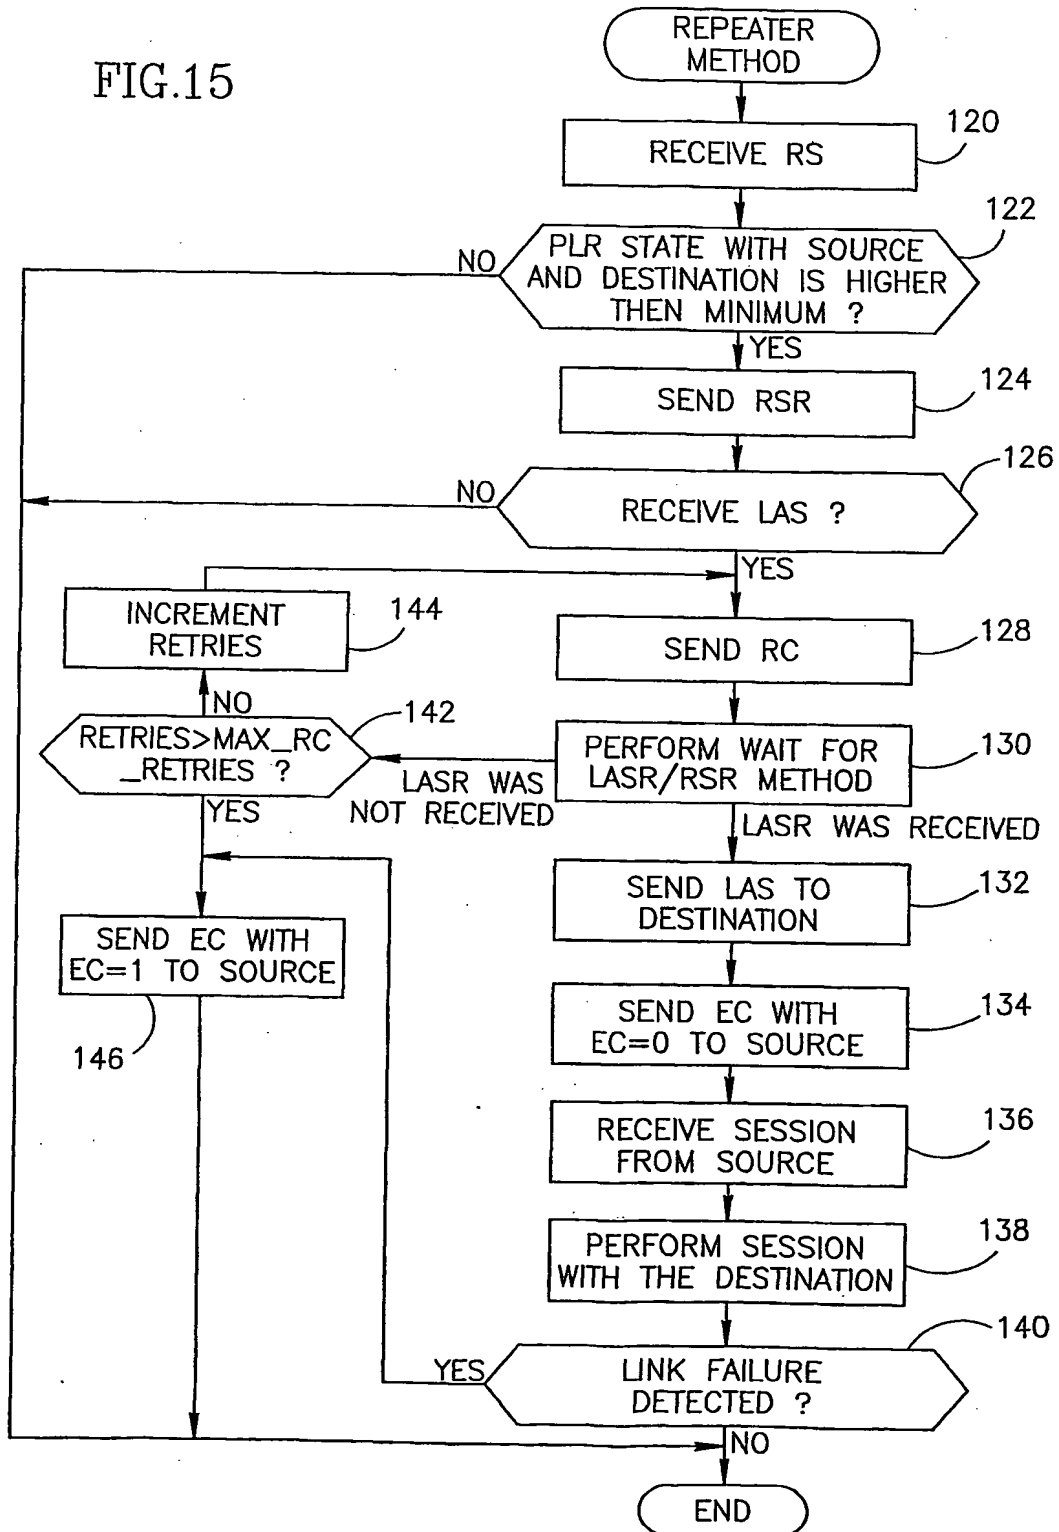 FIG.15
REPEATER
METHOD
RECEIVE RS
120
PLR STATE WITH SOURCE
AND DESTINATION IS HIGHER
THEN MINIMUM ?
122
NO
YES
SEND RSR
124
RECEIVE LAS ?
126
NO
YES
INCREMENT
RETRIES
144
SEND RC
128
NO
RETRIES>MAX_RC
_RETRIES ?
142
PERFORM WAIT FOR
LASR/RSR METHOD
130
LASR WAS
NOT RECEIVED
YES
LASR WAS RECEIVED
SEND LAS TO
DESTINATION
132
SEND EC WITH
EC=1 TO SOURCE
146
SEND EC WITH
EC=0 TO SOURCE
134
RECEIVE SESSION
FROM SOURCE
136
PERFORM SESSION
WITH THE DESTINATION
138
LINK FAILURE
DETECTED ?
140
YES
NO
END